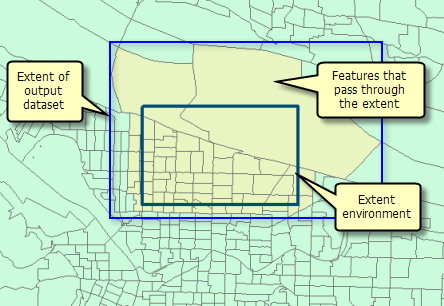 Extent of
output
dataset
Features that
pass through
the extent
Extent
environment